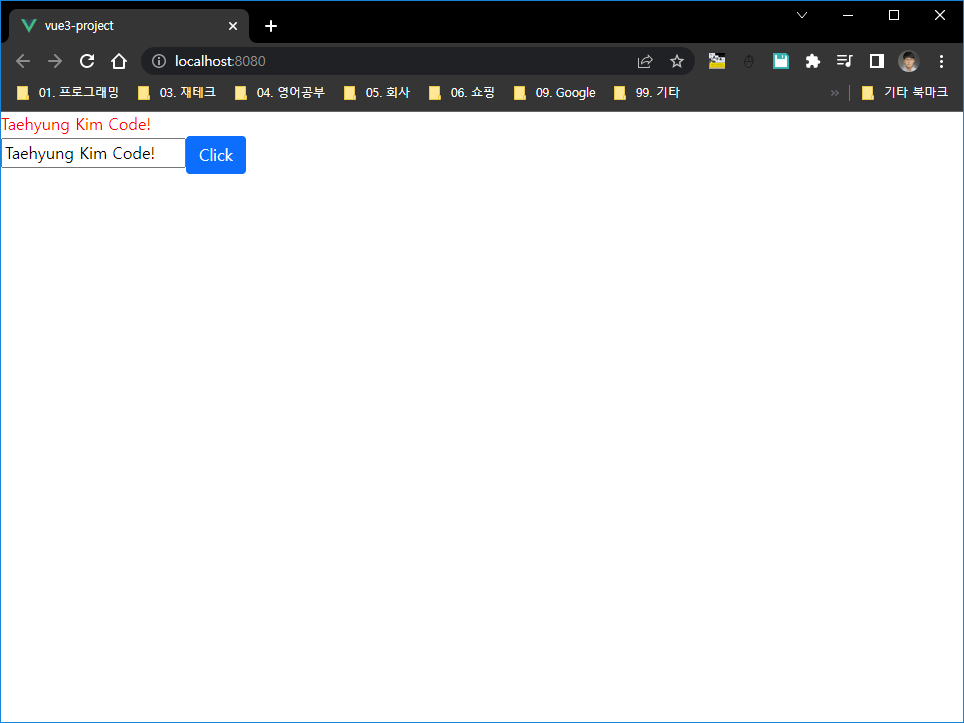 vue3-project
localhost:8080
01. 프로그래밍 03. 재테크 04. 영어공부 05. 회사 06. 쇼핑 09. Google 99. 기타 » 기타 북마크
Taehyung Kim Code!
Taehyung Kim Code! Click